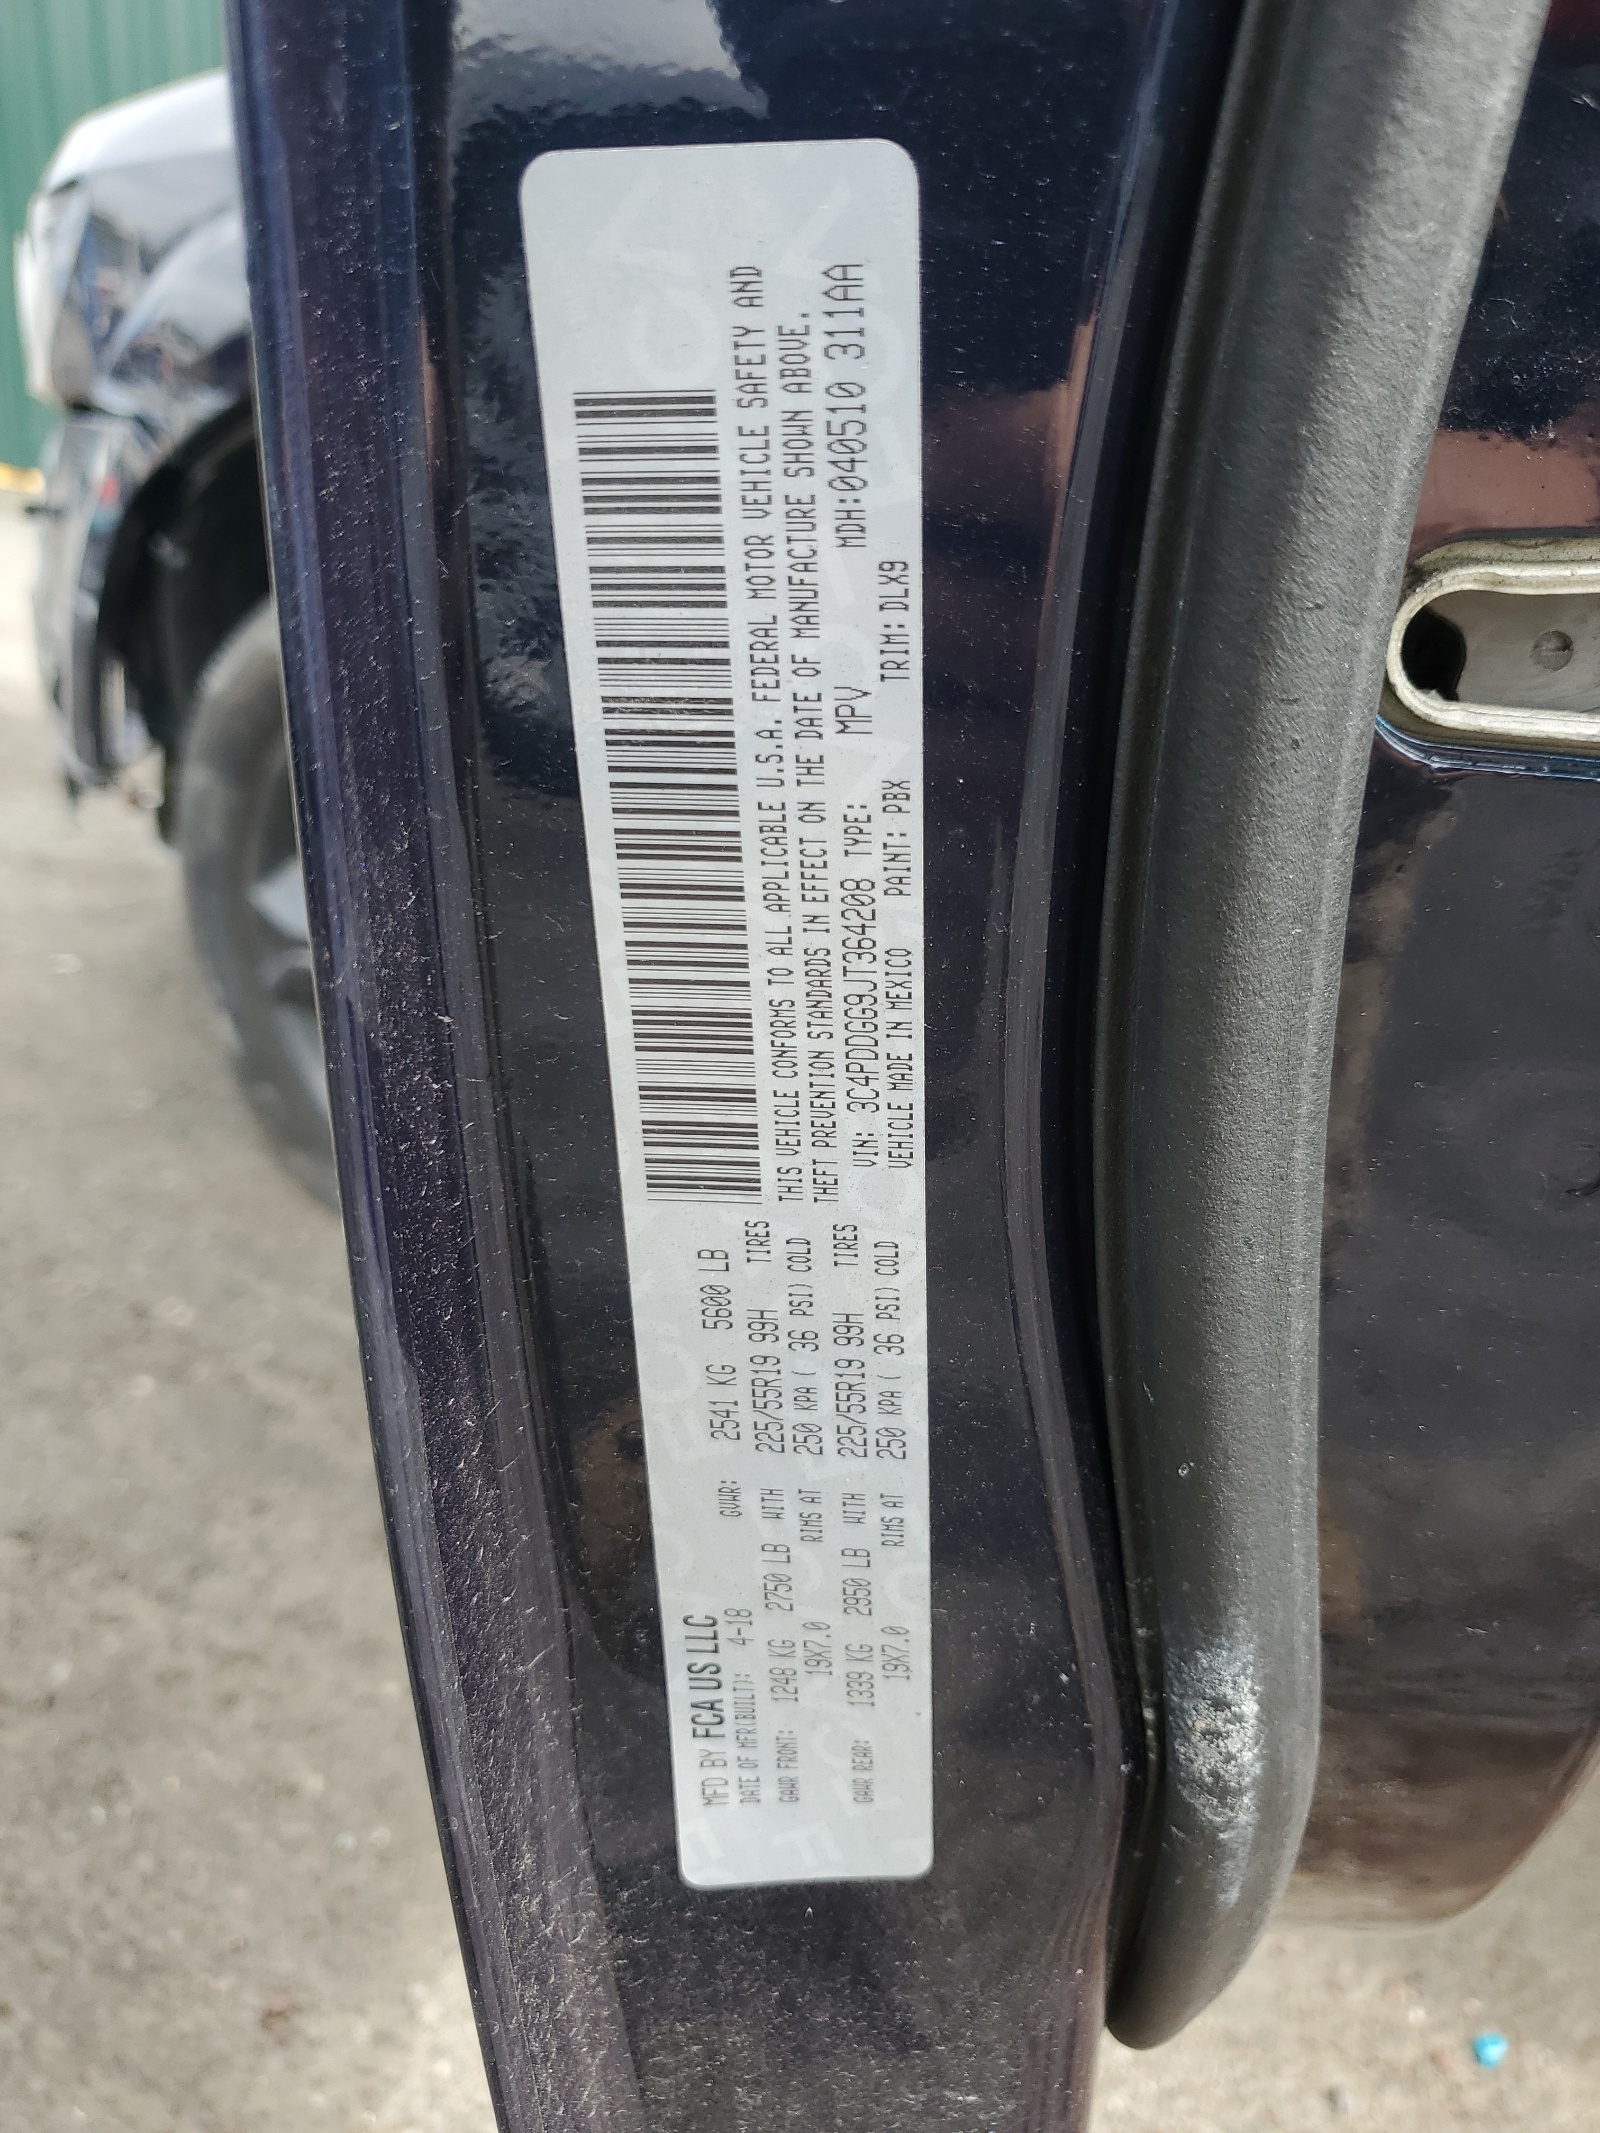 MFD BY FCA US LLC
DATE OF MFR(BUILT): 4-18 GVWR: 2541 KG 5600 LB
GAWR FRONT: 1248 KG 2750 LB WITH 225/55R19 99H TIRES
19X7.0 RIMS AT 250 KPA ( 36 PSI) COLD
GAWR REAR: 1339 KG 2950 LB WITH 225/55R19 99H TIRES
19X7.0 RIMS AT 250 KPA ( 36 PSI) COLD
THIS VEHICLE CONFORMS TO ALL APPLICABLE U.S.A. FEDERAL MOTOR VEHICLE SAFETY AND
THEFT PREVENTION STANDARDS IN EFFECT ON THE DATE OF MANUFACTURE SHOWN ABOVE.
VIN: 3C4PDDGG9JT364208 TYPE: MPV MDH:040510 311AA
VEHICLE MADE IN MEXICO PAINT: PBX TRIM: DLX9